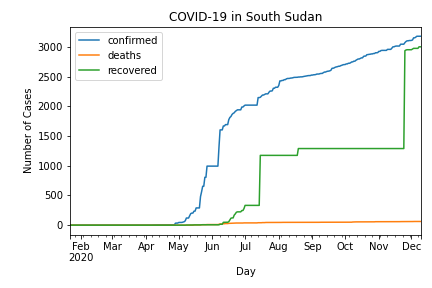 COVID-19 in South Sudan
confirmed
deaths
recovered
Number of Cases
3000
2500
2000
1500
1000
500
0
Feb Mar Apr May Jun Jul Aug Sep Oct Nov Dec
2020
Day